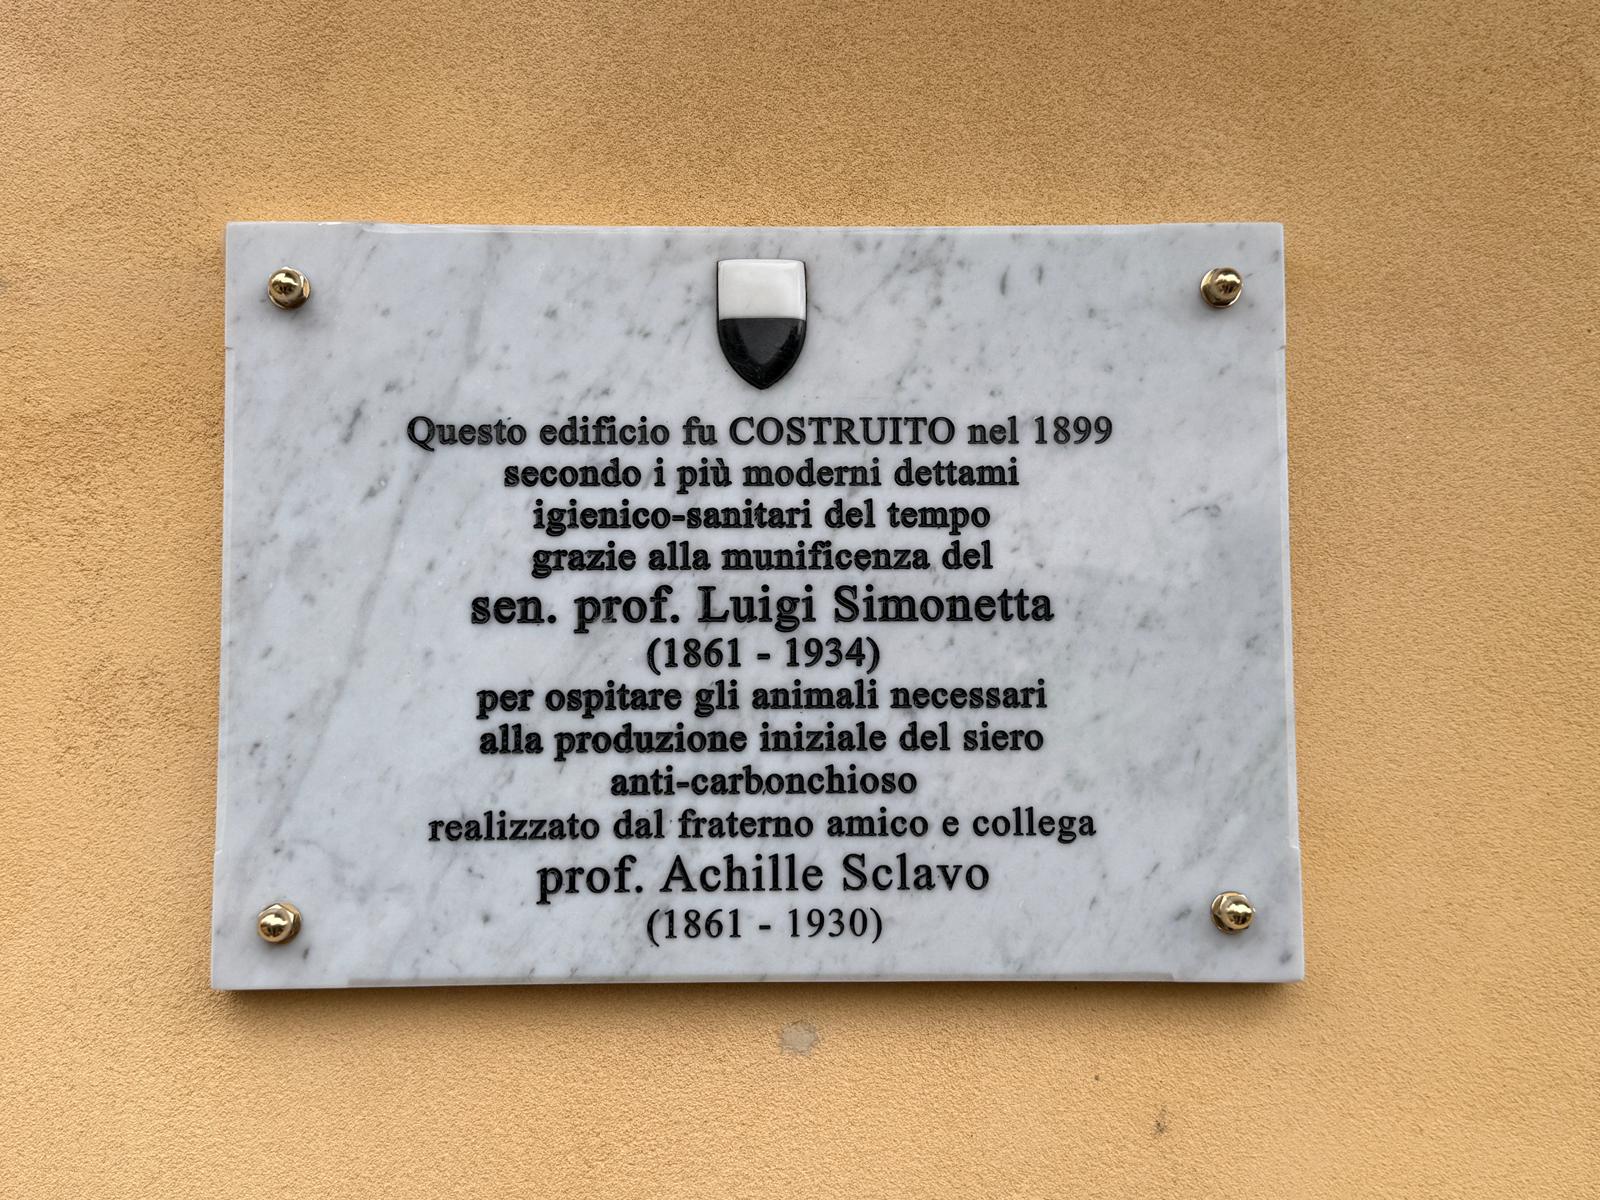 Questo edificio fu COSTRUITO nel 1899
secondo i più moderni dettami
igienico-sanitari del tempo
grazie alla munificenza del
sen. prof. Luigi Simonetta
(1861 - 1934)
per ospitare gli animali necessari
alla produzione iniziale del siero
anti-carbonchioso
realizzato dal fraterno amico e collega
prof. Achille Sclavo
(1861 - 1930)